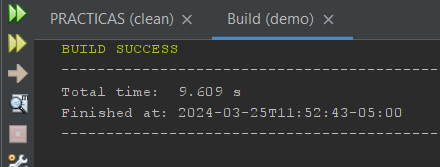 PRACTICAS (clean) × Build (demo) ×
BUILD SUCCESS
------------------------------------------------
Total time:  9.609 s
Finished at: 2024-03-25T11:52:43-05:00
------------------------------------------------